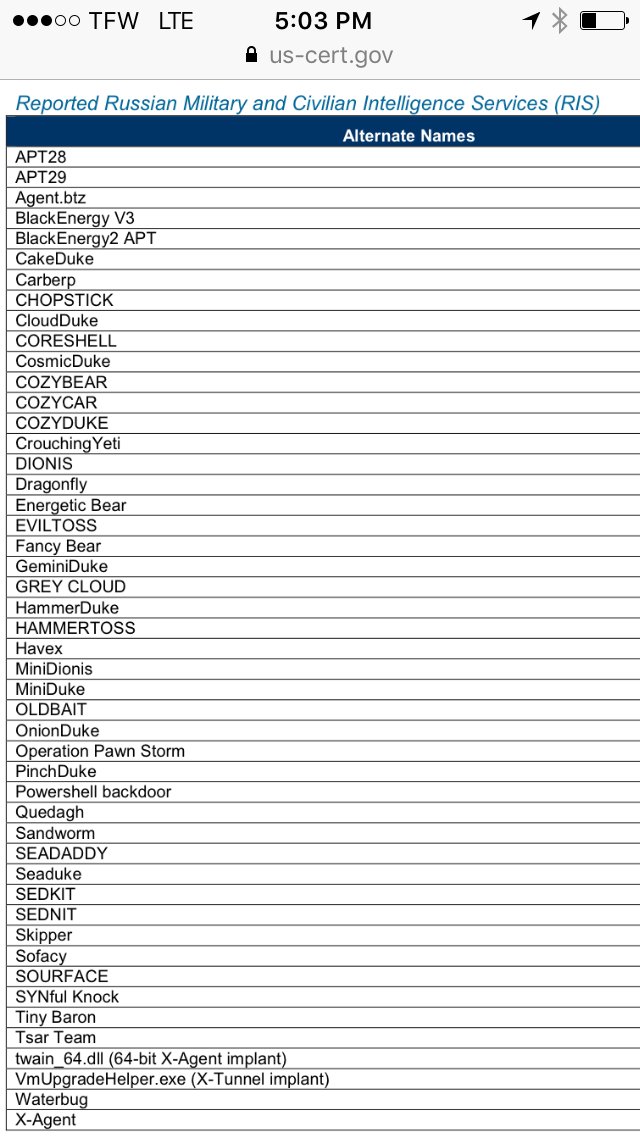 TFW LTE 5:03 PM
us-cert.gov
Reported Russian Military and Civilian Intelligence Services (RIS)
Alternate Names
APT28
APT29
Agent.btz
BlackEnergy V3
BlackEnergy2 APT
CakeDuke
Carberp
CHOPSTICK
CloudDuke
CORESHELL
CosmicDuke
COZYBEAR
COZYCAR
COZYDUKE
CrouchingYeti
DIONIS
Dragonfly
Energetic Bear
EVILTOSS
Fancy Bear
GeminiDuke
GREY CLOUD
HammerDuke
HAMMERTOSS
Havex
MiniDionis
MiniDuke
OLDBAIT
OnionDuke
Operation Pawn Storm
PinchDuke
Powershell backdoor
Quedagh
Sandworm
SEADADDY
Seaduke
SEDKIT
SEDNIT
Skipper
Sofacy
SOURFACE
SYNful Knock
Tiny Baron
Tsar Team
twain_64.dll (64-bit X-Agent implant)
VmUpgradeHelper.exe (X-Tunnel implant)
Waterbug
X-Agent